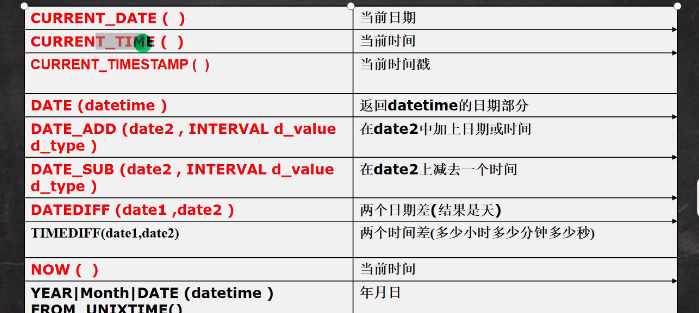 CURRENT_DATE ( ) 当前日期
CURRENT_TIME ( ) 当前时间
CURRENT_TIMESTAMP ( ) 当前时间戳
DATE (datetime ) 返回datetime的日期部分
DATE_ADD (date2 , INTERVAL d_value 在date2中加上日期或时间
d_type )
DATE_SUB (date2 , INTERVAL d_value 在date2上减去一个时间
d_type )
DATEDIFF (date1 ,date2 ) 两个日期差(结果是天)
TIMEDIFF(date1,date2) 两个时间差(多少小时多少分钟多少秒)
NOW ( ) 当前时间
YEAR|Month|DATE (datetime ) 年月日
FROM_UNIXTIME()